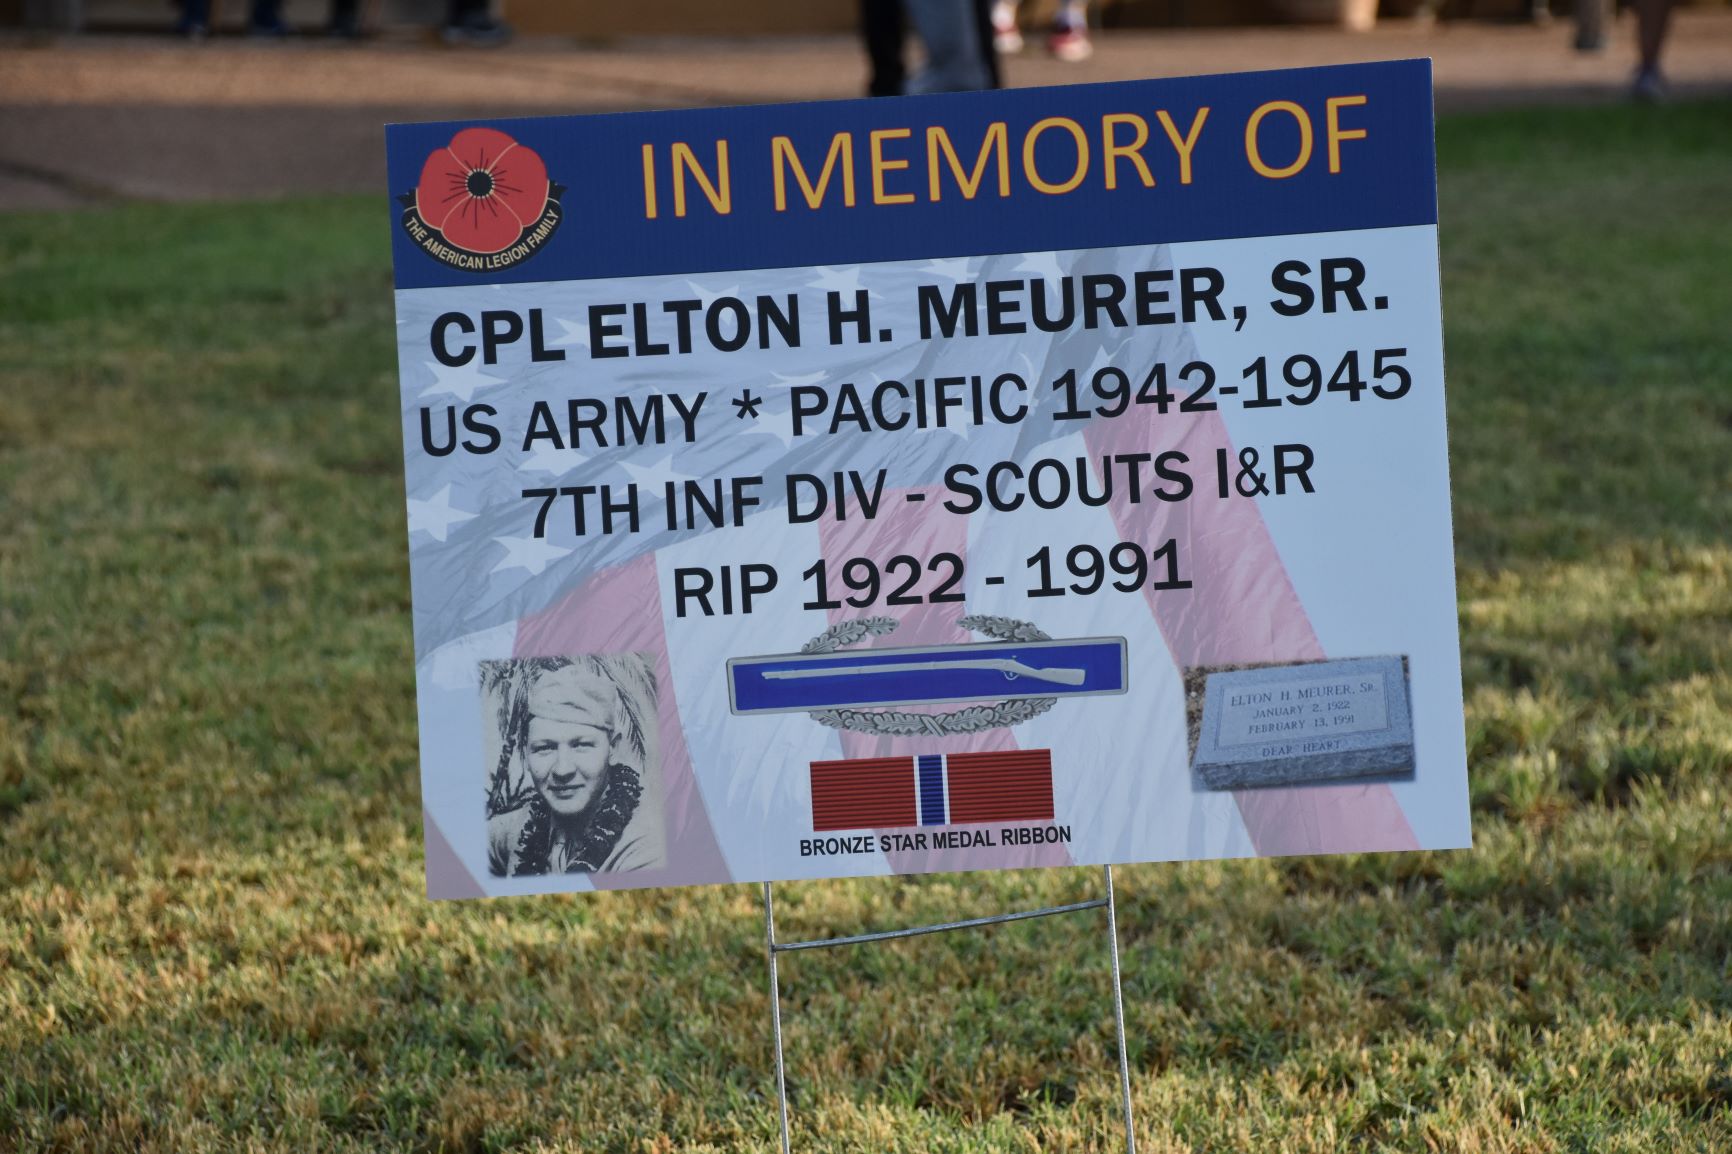 IN MEMORY OF
THE AMERICAN LEGION FAMILY
CPL ELTON H. MEURER, SR.
US ARMY * PACIFIC 1942-1945
7TH INF DIV - SCOUTS I&R
RIP 1922 - 1991
ELTON H. MEURER, SR.
JANUARY 2, 1922
FEBRUARY 13, 1991
DEAR HEART
BRONZE STAR MEDAL RIBBON